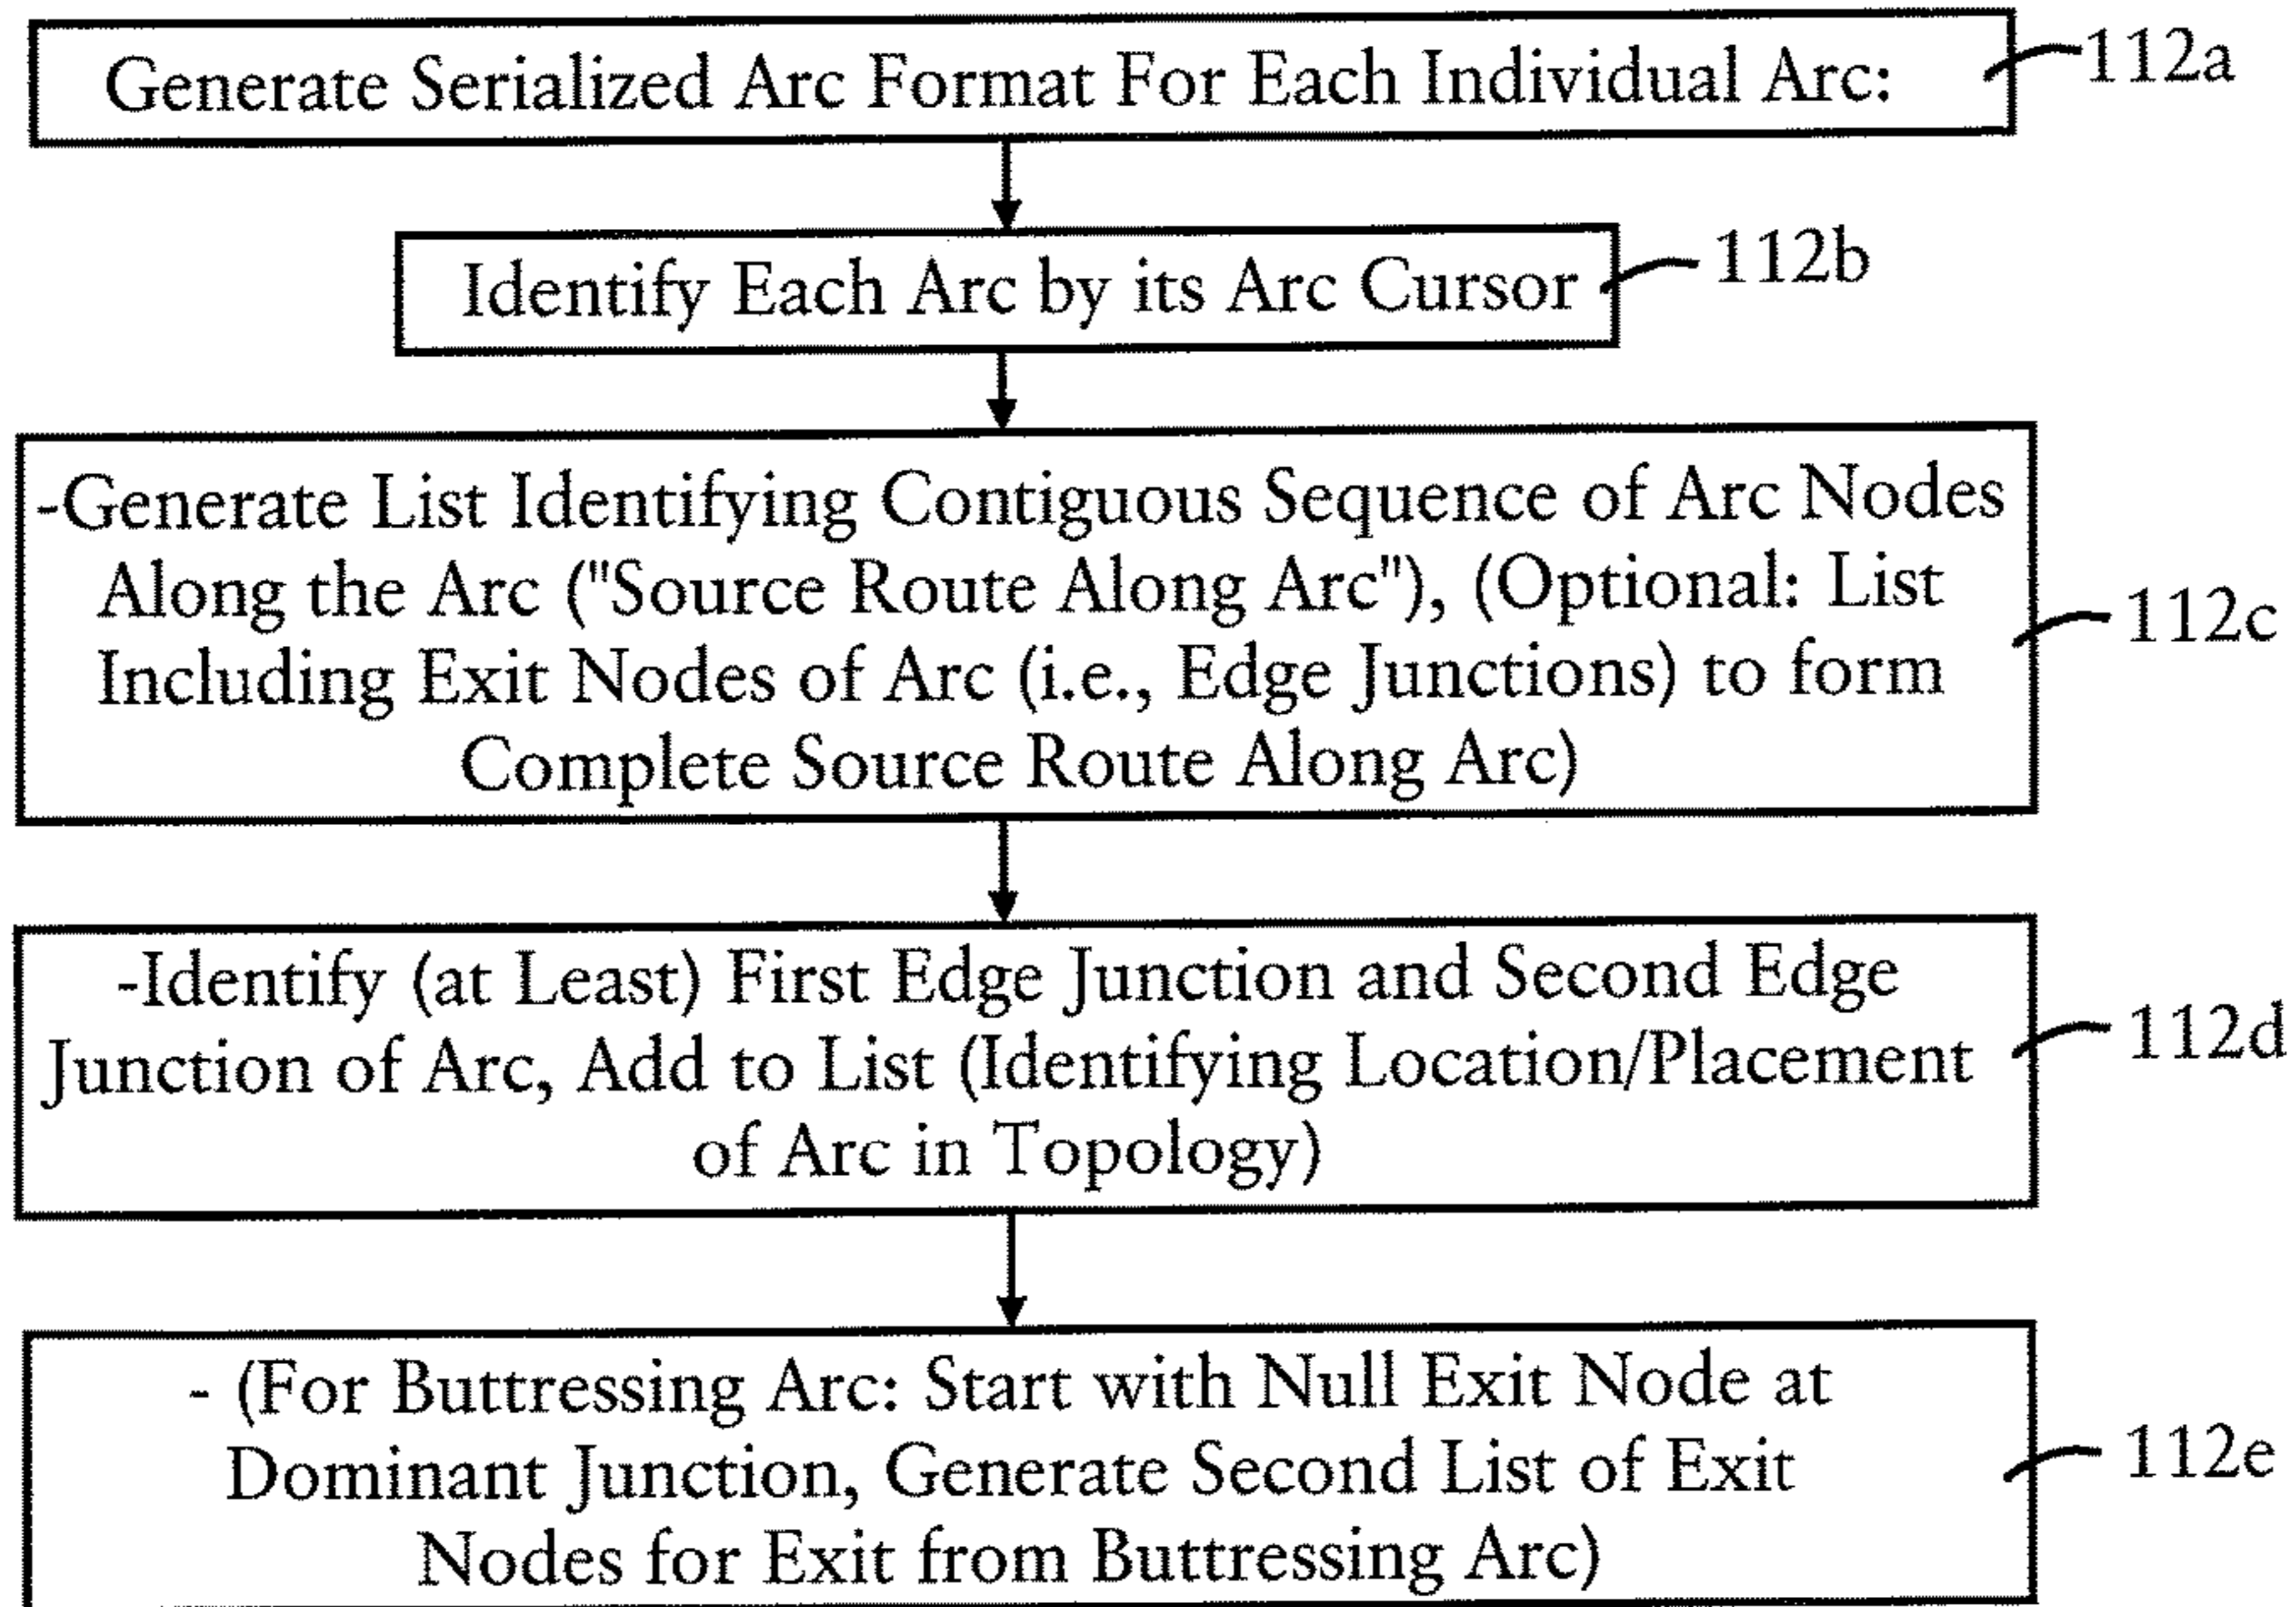 Generate Serialized Arc Format For Each Individual Arc:
112a
Identify Each Arc by its Arc Cursor
112b
-Generate List Identifying Contiguous Sequence of Arc Nodes
Along the Arc ("Source Route Along Arc"), (Optional: List
Including Exit Nodes of Arc (i.e., Edge Junctions) to form
Complete Source Route Along Arc)
112c
-Identify (at Least) First Edge Junction and Second Edge
Junction of Arc, Add to List (Identifying Location/Placement
of Arc in Topology)
112d
- (For Buttressing Arc: Start with Null Exit Node at
Dominant Junction, Generate Second List of Exit
Nodes for Exit from Buttressing Arc)
112e